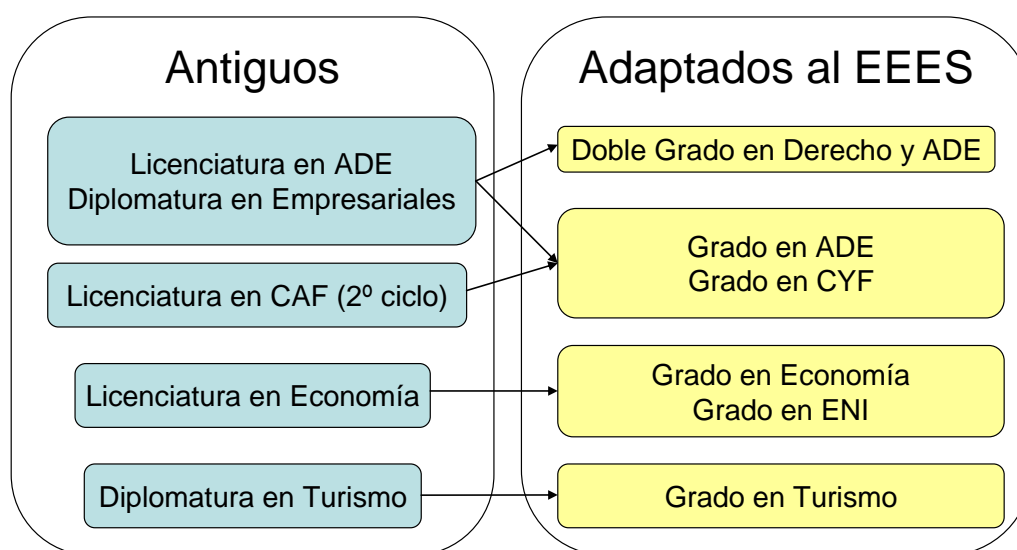 Antiguos
Licenciatura en ADE
Diplomatura en Empresariales
Licenciatura en CAF (2º ciclo)
Licenciatura en Economía
Diplomatura en Turismo
Adaptados al EEES
Doble Grado en Derecho y ADE
Grado en ADE
Grado en CYF
Grado en Economía
Grado en ENI
Grado en Turismo